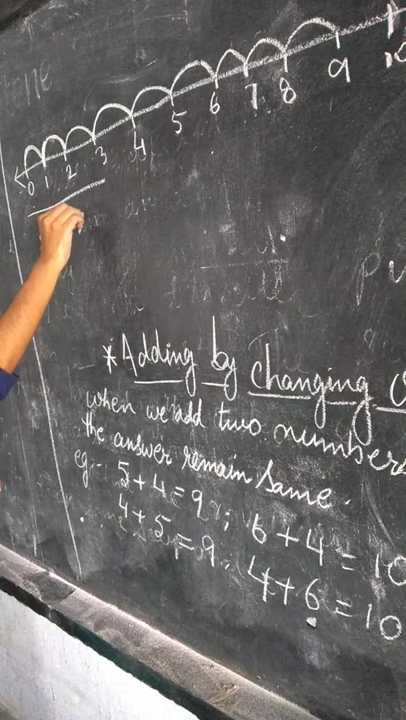 0 1 2 3 4 5 6 7 8 9
* Adding by changing
when we add two numbers
the answer remain same.
eg:- 5+4=9; 6+4=10
4+5=9. 4+6=10